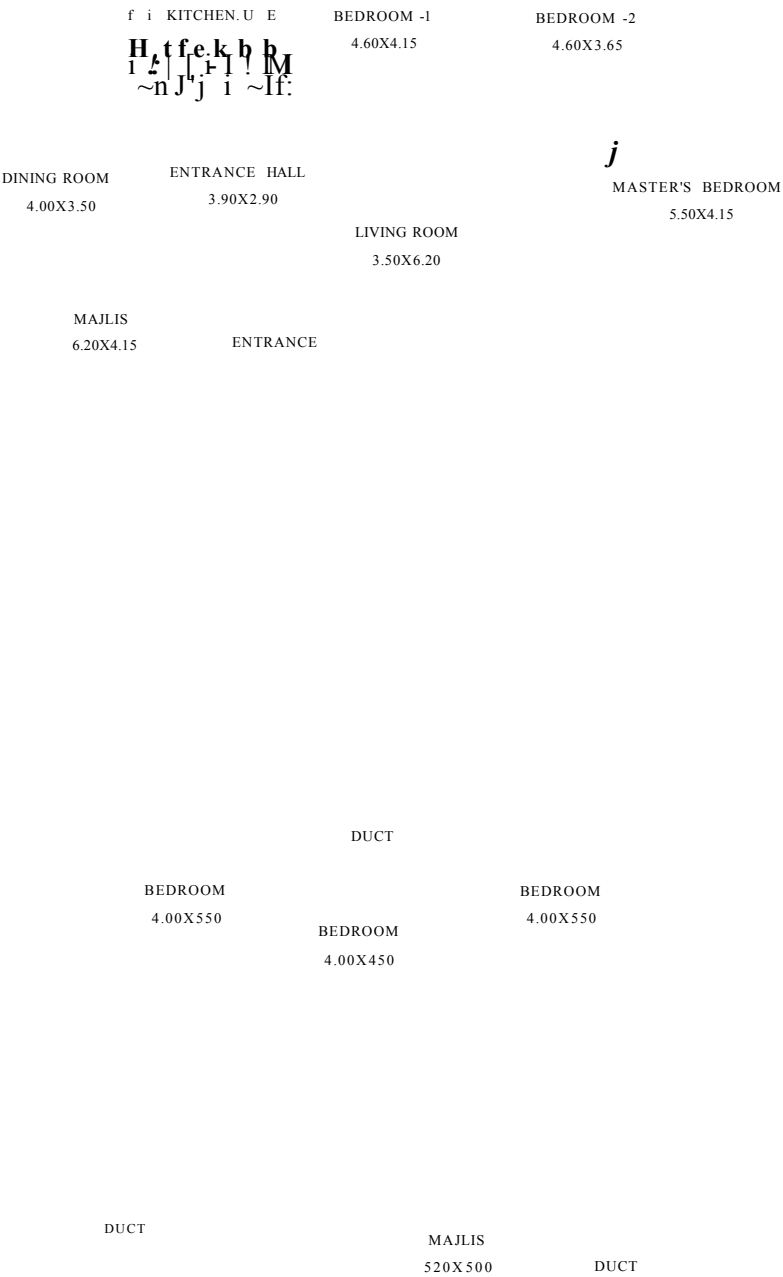 f i KITCHEN. U E
BEDROOM -1
4.60X4.15
BEDROOM -2
4.60X3.65
DINING ROOM
4.00X3.50
ENTRANCE HALL
3.90X2.90
j
MASTER'S BEDROOM
5.50X4.15
LIVING ROOM
3.50X6.20
MAJLIS
6.20X4.15
ENTRANCE
DUCT
BEDROOM
4.00X550
BEDROOM
4.00X450
BEDROOM
4.00X550
DUCT
MAJLIS
520X500
DUCT